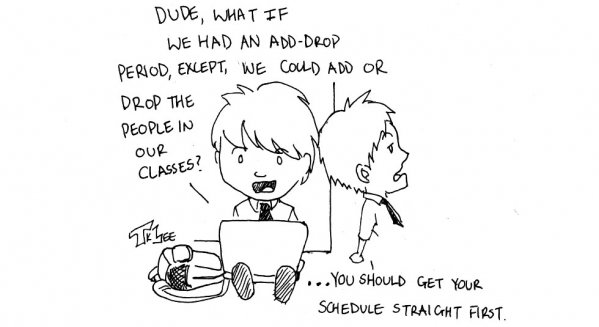 DUDE, WHAT IF
WE HAD AN ADD-DROP
PERIOD, EXCEPT, WE COULD ADD OR
DROP THE
PEOPLE IN
OUR
CLASSES?
...YOU SHOULD GET YOUR
SCHEDULE STRAIGHT FIRST.